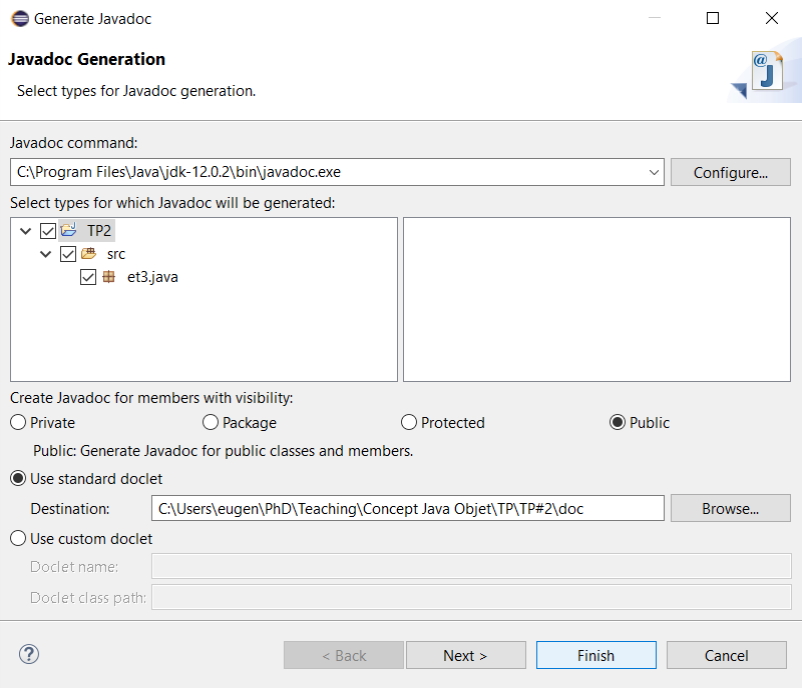 Generate Javadoc
Javadoc Generation
Select types for Javadoc generation.
Javadoc command:
C:\Program Files\Java\jdk-12.0.2\bin\javadoc.exe
Configure...
Select types for which Javadoc will be generated:
TP2
src
et3.java
Create Javadoc for members with visibility:
Private Package Protected Public
Public: Generate Javadoc for public classes and members.
Use standard doclet
Destination: C:\Users\eugen\PhD\Teaching\Concept Java Objet\TP\TP#2\doc Browse...
Use custom doclet
Doclet name:
Doclet class path:
? < Back Next > Finish Cancel